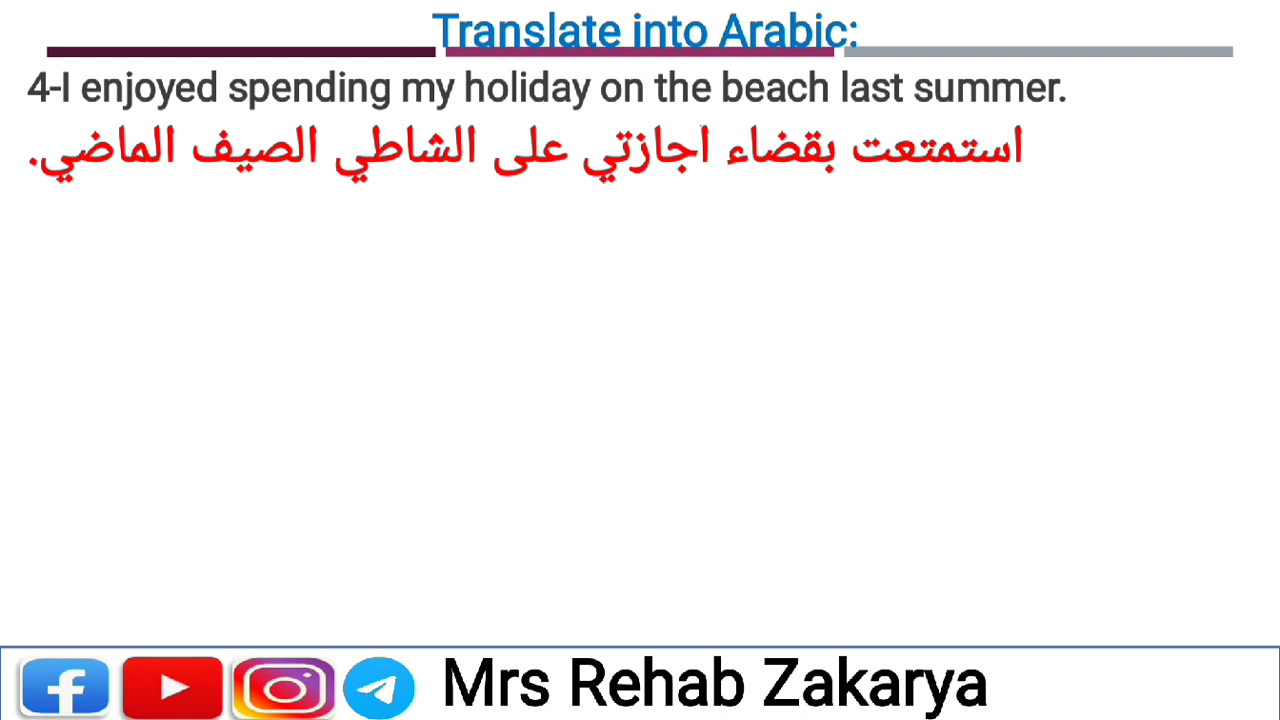 Translate into Arabic:
4-I enjoyed spending my holiday on the beach last summer.
استمتعت بقضاء اجازتي على الشاطي الصيف الماضي.
Mrs Rehab Zakarya